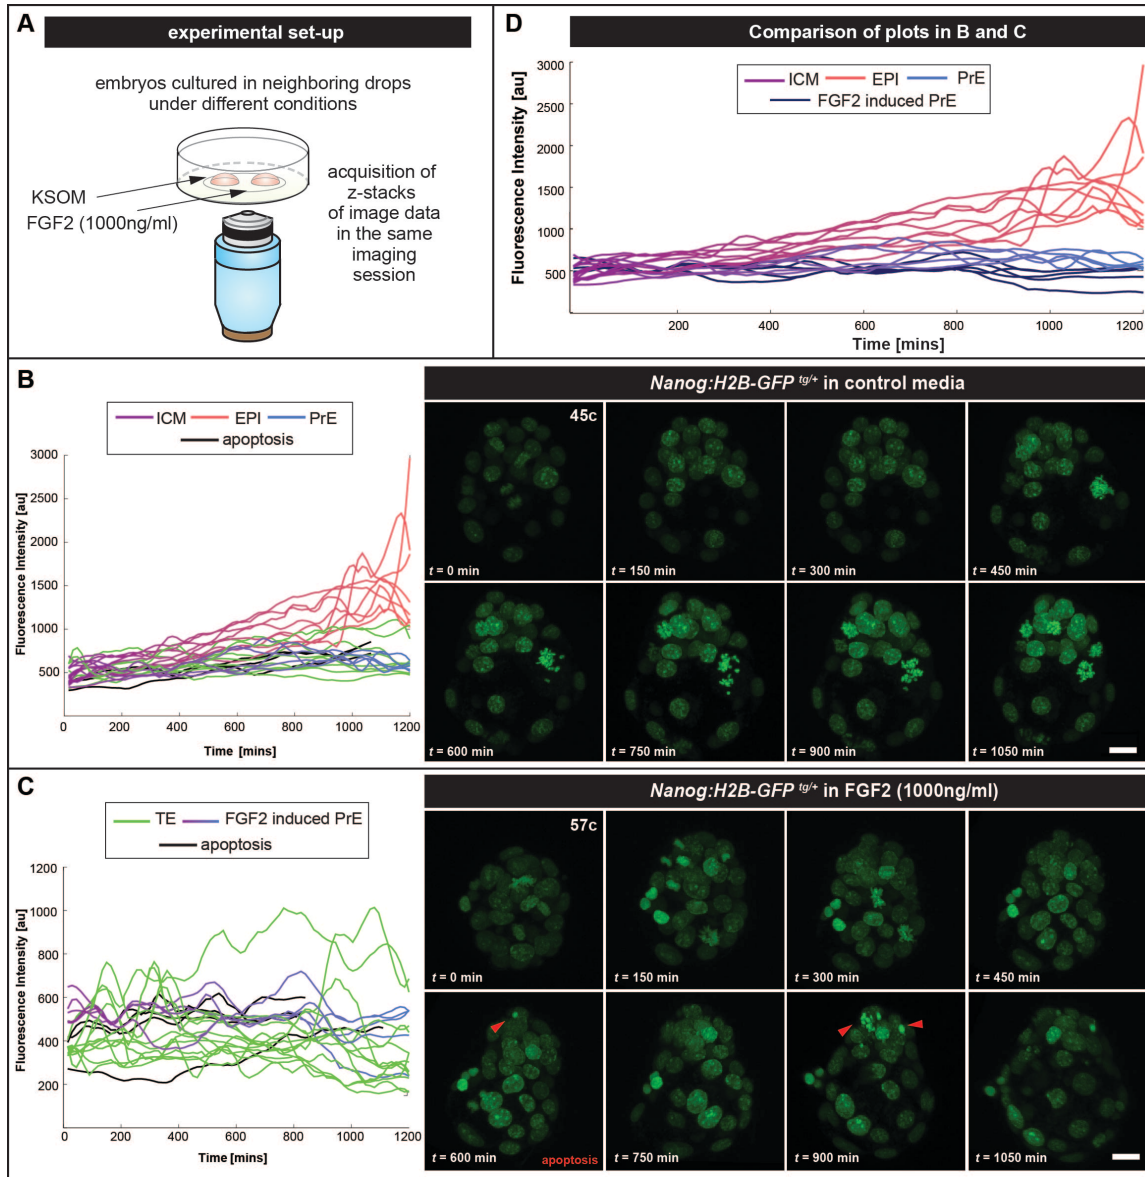 A
experimental set-up
embryos cultured in neighboring drops
under different conditions
KSOM
FGF2 (1000ng/ml)
acquisition of
z-stacks
of image data
in the same
imaging
session
D
Comparison of plots in B and C
ICM EPI PrE
FGF2 induced PrE
Fluorescence Intensity [au]
3000
2500
2000
1500
1000
500
200 400 600 800 1000 1200
Time [mins]
B
ICM EPI PrE
apoptosis
Fluorescence Intensity [au]
3000
2500
2000
1500
1000
500
0 200 400 600 800 1000 1200
Time [mins]
Nanog:H2B-GFP tg/+ in control media
45c
t = 0 min
t = 150 min
t = 300 min
t = 450 min
t = 600 min
t = 750 min
t = 900 min
t = 1050 min
C
TE FGF2 induced PrE
apoptosis
Fluorescence Intensity [au]
1200
1000
800
600
400
200
0 200 400 600 800 1000 1200
Time [mins]
Nanog:H2B-GFP tg/+ in FGF2 (1000ng/ml)
57c
t = 0 min
t = 150 min
t = 300 min
t = 450 min
t = 600 min
apoptosis
t = 750 min
t = 900 min
t = 1050 min